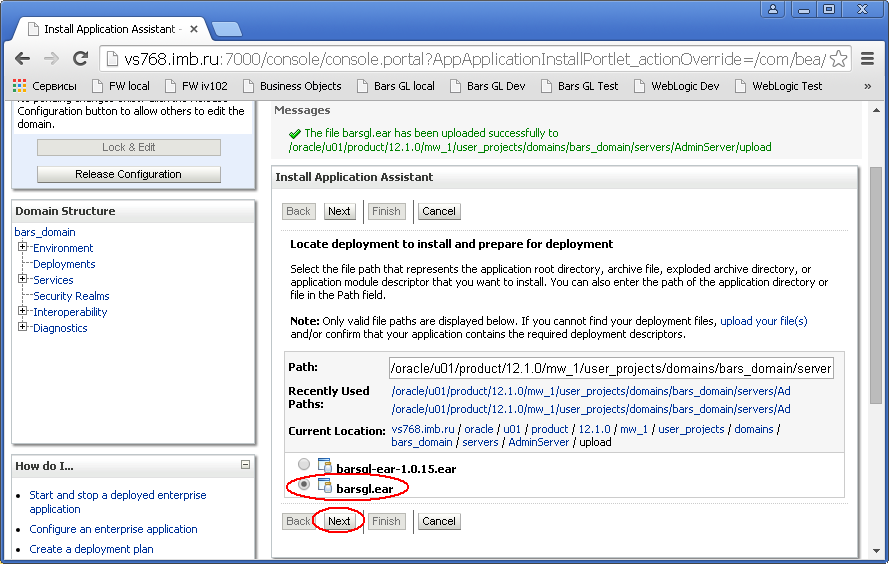 Install Application Assistant -
vs768.imb.ru:7000/console/console.portal?AppApplicationInstallPortlet_actionOverride=/com/bea/
Сервисы FW local FW iv102 Business Objects Bars GL local Bars GL Dev Bars GL Test WebLogic Dev WebLogic Test »
Configuration button to allow others to edit the
domain.
Lock & Edit
Release Configuration
Domain Structure
bars_domain
Environment
Deployments
Services
Security Realms
Interoperability
Diagnostics
How do I...
Start and stop a deployed enterprise
application
Configure an enterprise application
Create a deployment plan
Messages
The file barsgl.ear has been uploaded successfully to
/oracle/u01/product/12.1.0/mw_1/user_projects/domains/bars_domain/servers/AdminServer/upload
Install Application Assistant
Back Next Finish Cancel
Locate deployment to install and prepare for deployment
Select the file path that represents the application root directory, archive file, exploded archive directory, or
application module descriptor that you want to install. You can also enter the path of the application directory or
file in the Path field.
Note: Only valid file paths are displayed below. If you cannot find your deployment files, upload your file(s)
and/or confirm that your application contains the required deployment descriptors.
Path: /oracle/u01/product/12.1.0/mw_1/user_projects/domains/bars_domain/server
Recently Used /oracle/u01/product/12.1.0/mw_1/user_projects/domains/bars_domain/servers/Ad
Paths: /oracle/u01/product/12.1.0/mw_1/user_projects/domains/bars_domain/servers/Ad
Current Location: vs768.imb.ru / oracle / u01 / product / 12.1.0 / mw_1 / user_projects / domains /
bars_domain / servers / AdminServer / upload
barsgl-ear-1.0.15.ear
barsgl.ear
Back Next Finish Cancel